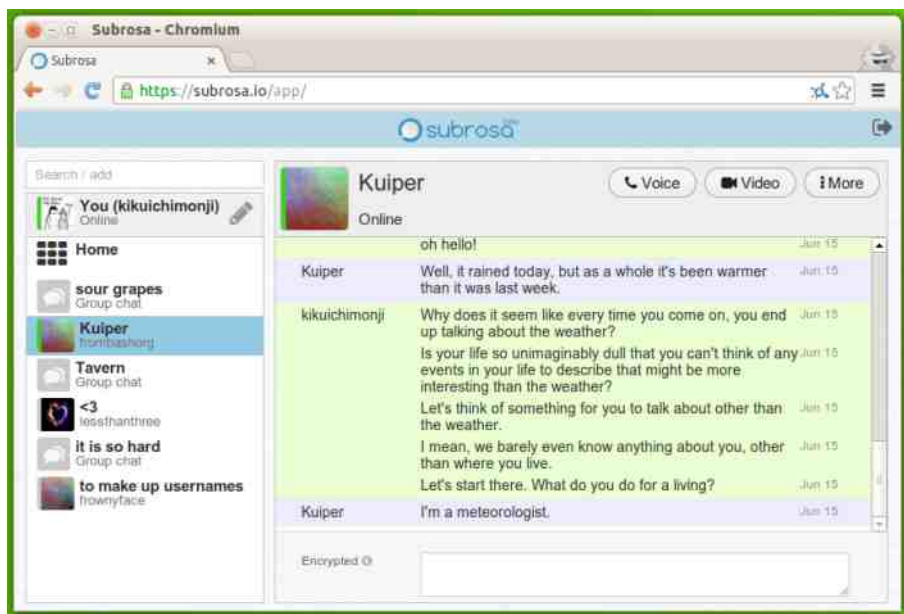 Subrosa - Chromium
Subrosa
https://subrosa.io/app/
subrosa
Search / add
You (kikuichimonji)
Online
Home
sour grapes
Group chat
Kuiper
frombashorg
Tavern
Group chat
<3
lessthanthree
it is so hard
Group chat
to make up usernames
frownyface
Kuiper
Online
Voice
Video
More
oh hello! Jun 15
Kuiper Well, it rained today, but as a whole it's been warmer Jun 15
than it was last week.
kikuichimonji Why does it seem like every time you come on, you end Jun 15
up talking about the weather?
Is your life so unimaginably dull that you can't think of any Jun 15
events in your life to describe that might be more
interesting than the weather?
Let's think of something for you to talk about other than Jun 15
the weather.
I mean, we barely even know anything about you, other Jun 15
than where you live.
Let's start there. What do you do for a living? Jun 15
Kuiper I'm a meteorologist. Jun 15
Encrypted